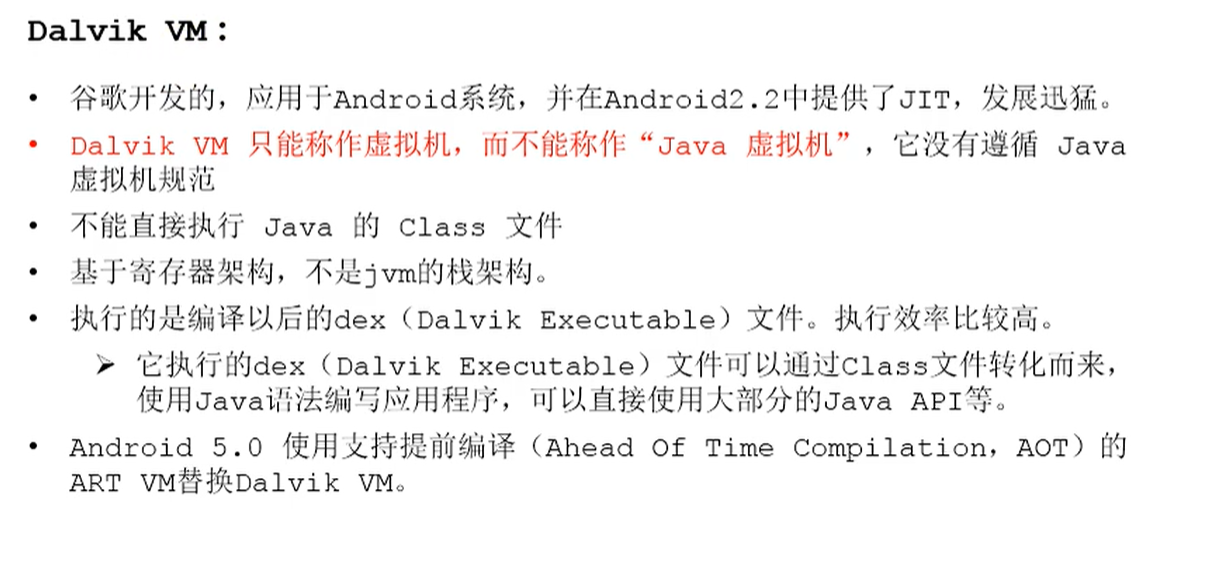 Dalvik VM：
• 谷歌开发的，应用于Android系统，并在Android2.2中提供了JIT，发展迅猛。
• Dalvik VM 只能称作虚拟机，而不能称作“Java 虚拟机”，它没有遵循 Java
虚拟机规范
• 不能直接执行 Java 的 Class 文件
• 基于寄存器架构，不是jvm的栈架构。
• 执行的是编译以后的dex（Dalvik Executable）文件。执行效率比较高。
➢ 它执行的dex（Dalvik Executable）文件可以通过Class文件转化而来，
使用Java语法编写应用程序，可以直接使用大部分的Java API等。
• Android 5.0 使用支持提前编译（Ahead Of Time Compilation，AOT）的
ART VM替换Dalvik VM。